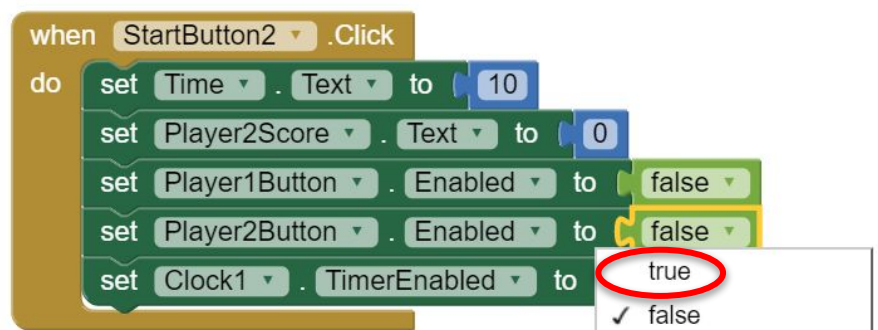 when StartButton2 .Click
do set Time . Text to 10
set Player2Score . Text to 0
set Player1Button . Enabled to false
set Player2Button . Enabled to false
set Clock1 . TimerEnabled to
true
✓ false